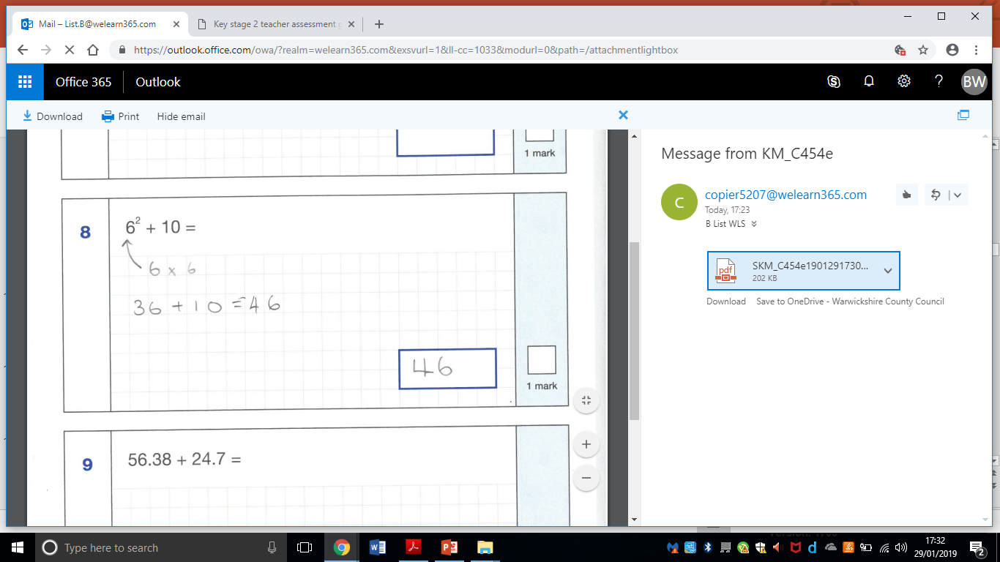 Mail – List.B@welearn365.com
Key stage 2 teacher assessment g
https://outlook.office.com/owa/?realm=welearn365.com&exsvurl=1&ll-cc=1033&modurl=0&path=/attachmentlightbox
Office 365
Outlook
BW
Download
Print
Hide email
1 mark
8
6² + 10 =
6 x 6
36 + 10 = 46
46
1 mark
9
56.38 + 24.7 =
Message from KM_C454e
C
copier5207@welearn365.com
Today, 17:23
B List WLS
pdf
SKM_C454e1901291730...
202 KB
Download
Save to OneDrive - Warwickshire County Council
Type here to search
17:32
29/01/2019
2